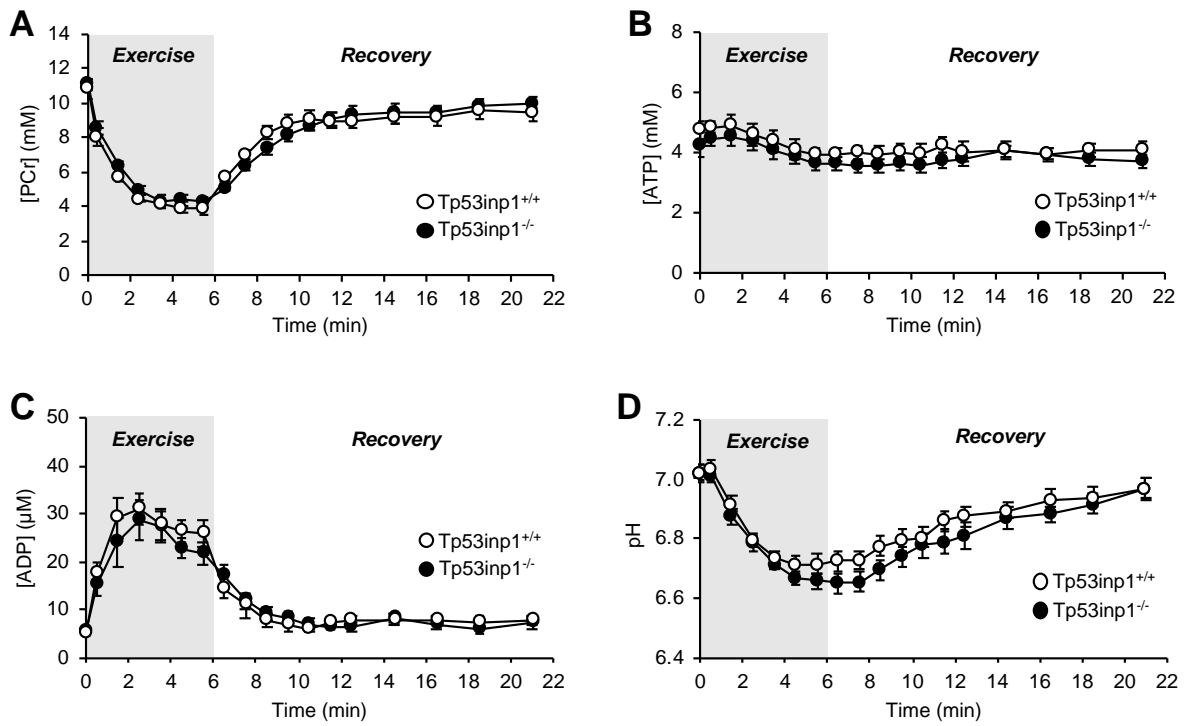 A
Exercise
Recovery
[PCr] (mM)
14
12
10
8
6
4
2
0
Tp53inp1+/+
Tp53inp1-/-
0 2 4 6 8 10 12 14 16 18 20 22
Time (min)
B
Exercise
Recovery
[ATP] (mM)
8
6
4
2
0
Tp53inp1+/+
Tp53inp1-/-
0 2 4 6 8 10 12 14 16 18 20 22
Time (min)
C
Exercise
Recovery
[ADP] (µM)
50
40
30
20
10
0
Tp53inp1+/+
Tp53inp1-/-
0 2 4 6 8 10 12 14 16 18 20 22
Time (min)
D
Exercise
Recovery
pH
7.2
7.0
6.8
6.6
6.4
Tp53inp1+/+
Tp53inp1-/-
0 2 4 6 8 10 12 14 16 18 20 22
Time (min)